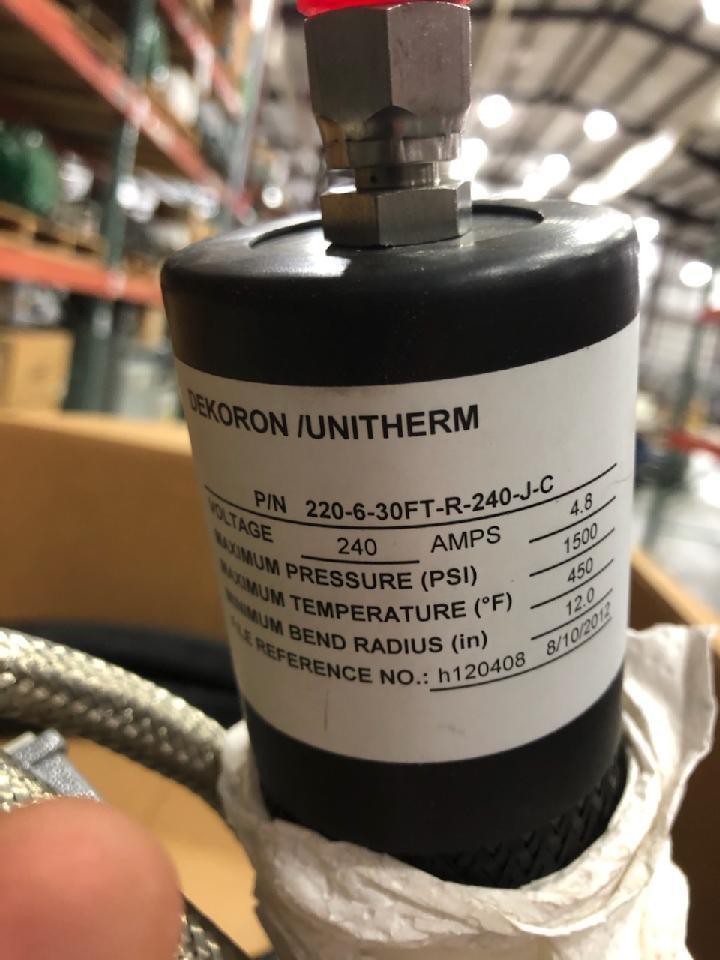 DEKORON /UNITHERM
P/N 220-6-30FT-R-240-J-C
VOLTAGE 240 AMPS 4.8
MAXIMUM PRESSURE (PSI) 1500
MAXIMUM TEMPERATURE (°F) 450
MINIMUM BEND RADIUS (in) 12.0
FILE REFERENCE NO.: h120408 8/10/2012